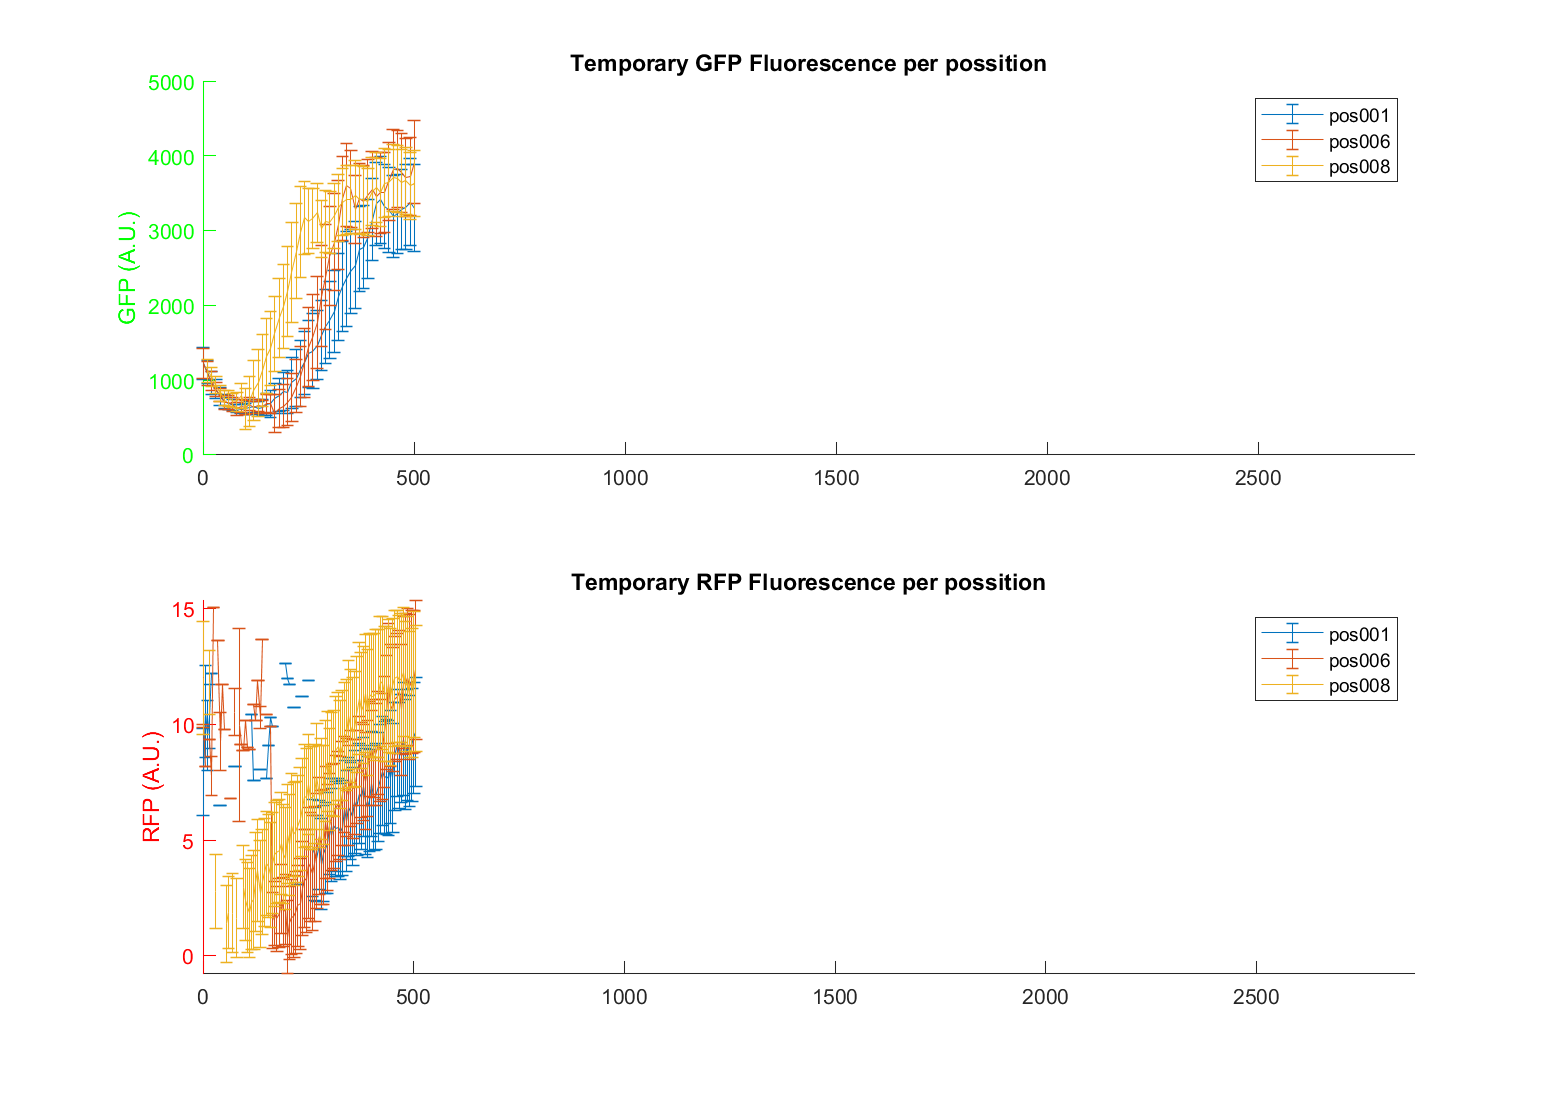 Temporary GFP Fluorescence per possition
5000
4000
3000
2000
1000
0
GFP (A.U.)
0 500 1000 1500 2000 2500
pos001
pos006
pos008
Temporary RFP Fluorescence per possition
15
10
5
0
RFP (A.U.)
0 500 1000 1500 2000 2500
pos001
pos006
pos008